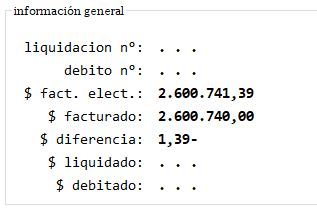 información general
liquidacion nº: . . .
debito nº: . . .
$ fact. elect.: 2.600.741,39
$ facturado: 2.600.740,00
$ diferencia: 1,39-
$ liquidado: . . .
$ debitado: . . .